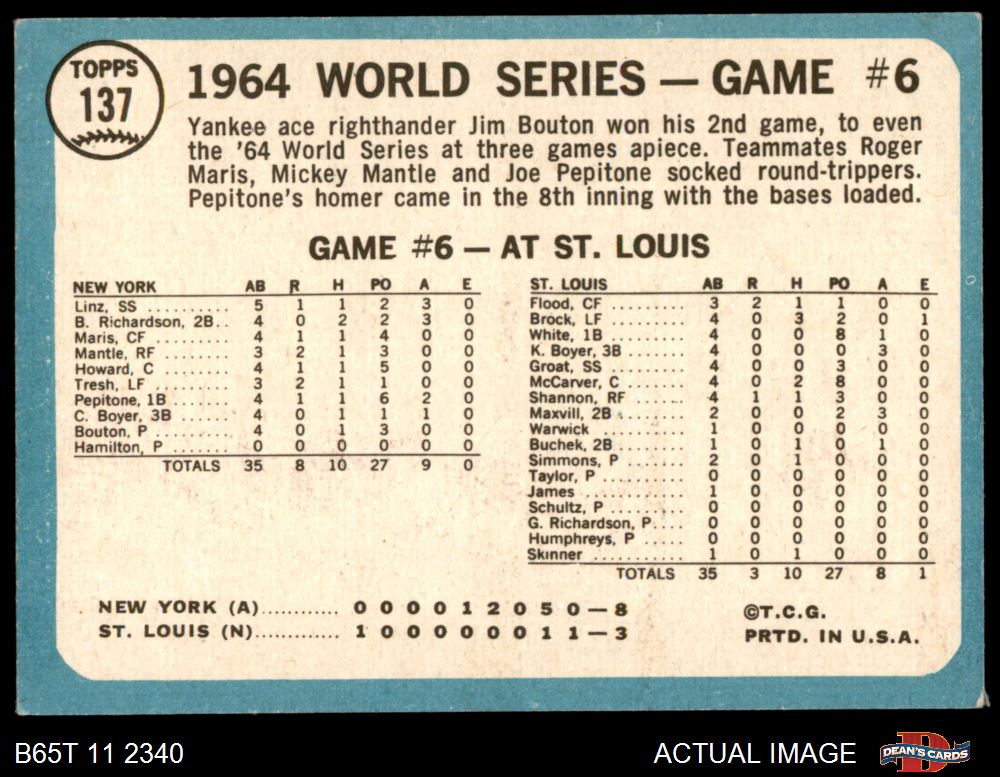 TOPPS
137
1964 WORLD SERIES — GAME #6
Yankee ace righthander Jim Bouton won his 2nd game, to even
the '64 World Series at three games apiece. Teammates Roger
Maris, Mickey Mantle and Joe Pepitone socked round-trippers.
Pepitone's homer came in the 8th inning with the bases loaded.
GAME #6 — AT ST. LOUIS
NEW YORK AB R H PO A E
Linz, SS .......... 5 1 1 2 3 0
B. Richardson, 2B.. 4 0 2 2 3 0
Maris, CF ......... 4 1 1 4 0 0
Mantle, RF ........ 3 2 1 3 0 0
Howard, C ......... 4 1 1 5 0 0
Tresh, LF ......... 3 2 1 1 0 0
Pepitone, 1B ....... 4 1 1 6 2 0
C. Boyer, 3B ....... 4 0 1 1 1 0
Bouton, P .......... 4 0 1 3 0 0
Hamilton, P ....... 0 0 0 0 0 0
TOTALS 35 8 10 27 9 0
ST. LOUIS AB R H PO A E
Flood, CF .......... 3 2 1 1 0 0
Brock, LF .......... 4 0 3 2 0 1
White, 1B .......... 4 0 0 8 1 0
K. Boyer, 3B ....... 4 0 0 0 3 0
Groat, SS .......... 4 0 0 3 0 0
McCarver, C ........ 4 0 2 8 0 0
Shannon, RF ....... 4 1 1 3 0 0
Maxvill, 2B ........ 2 0 0 2 3 0
Warwick ............ 1 0 0 0 0 0
Buchek, 2B ......... 1 0 1 0 1 0
Simmons, P ......... 2 0 1 0 0 0
Taylor, P .......... 0 0 0 0 0 0
James ............. 1 0 0 0 0 0
Schultz, P ......... 0 0 0 0 0 0
G. Richardson, P.... 0 0 0 0 0 0
Humphreys, P ..... 0 0 0 0 0 0
Skinner ............ 1 0 1 0 0 0
TOTALS 35 3 10 27 8 1
NEW YORK (A)............ 0 0 0 0 1 2 0 5 0 — 8
ST. LOUIS (N)............. 1 0 0 0 0 0 0 1 1 — 3
©T.C.G.
PRTD. IN U.S.A.
B65T 11 2340
ACTUAL IMAGE
DEAN'S CARDS